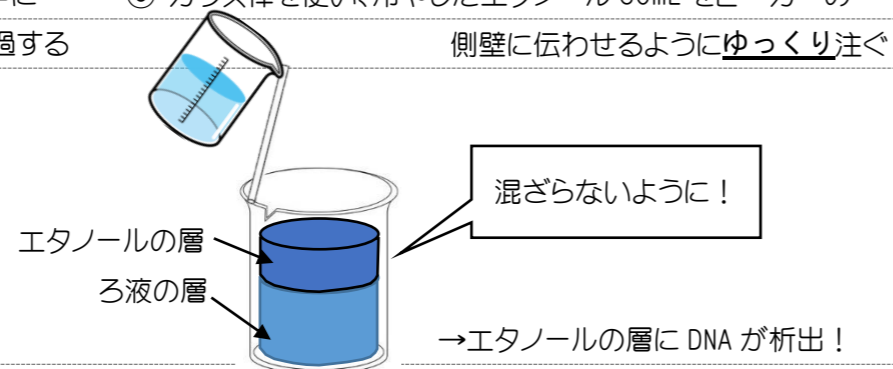 側壁に伝わせるようにゆっくり注ぐ
過する
混ざらないように！
エタノールの層
ろ液の層
→エタノールの層に DNA が析出！